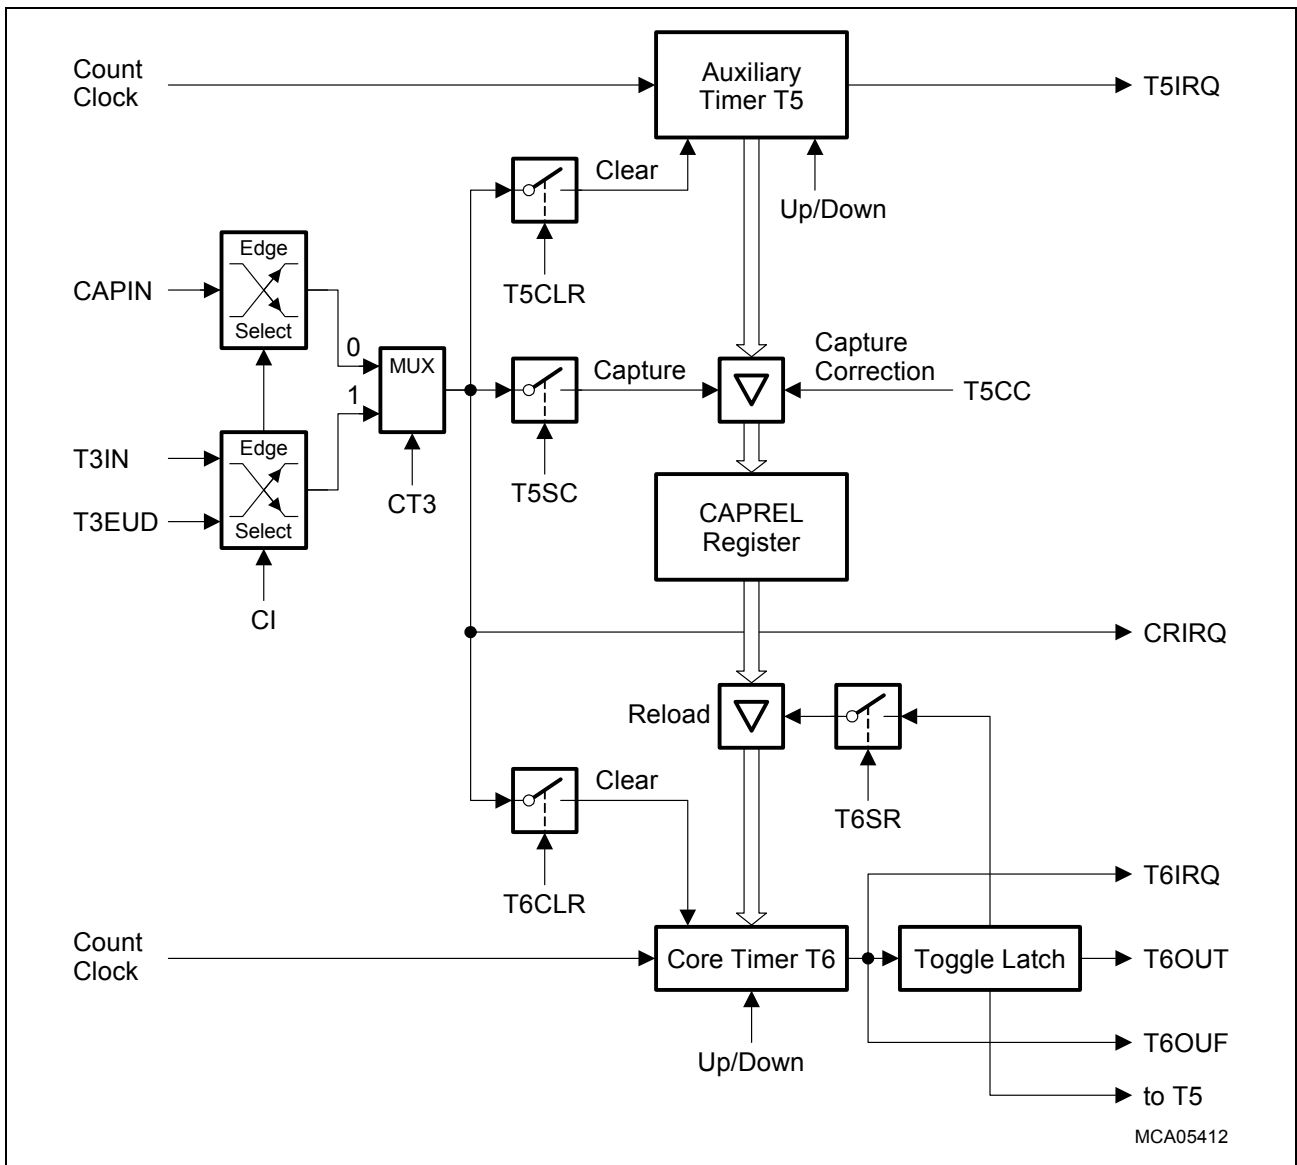 Count
Clock
Auxiliary
Timer T5
T5IRQ
Clear
Up/Down
T5CLR
Edge
Select
CAPIN
0
1
MUX
CT3
Capture
Capture
Correction
T5CC
T5SC
T3IN
T3EUD
Edge
Select
CI
CAPREL
Register
CRIRQ
Reload
T6SR
Clear
T6CLR
T6IRQ
Count
Clock
Core Timer T6
Toggle Latch
T6OUT
Up/Down
T6OUF
to T5
MCA05412